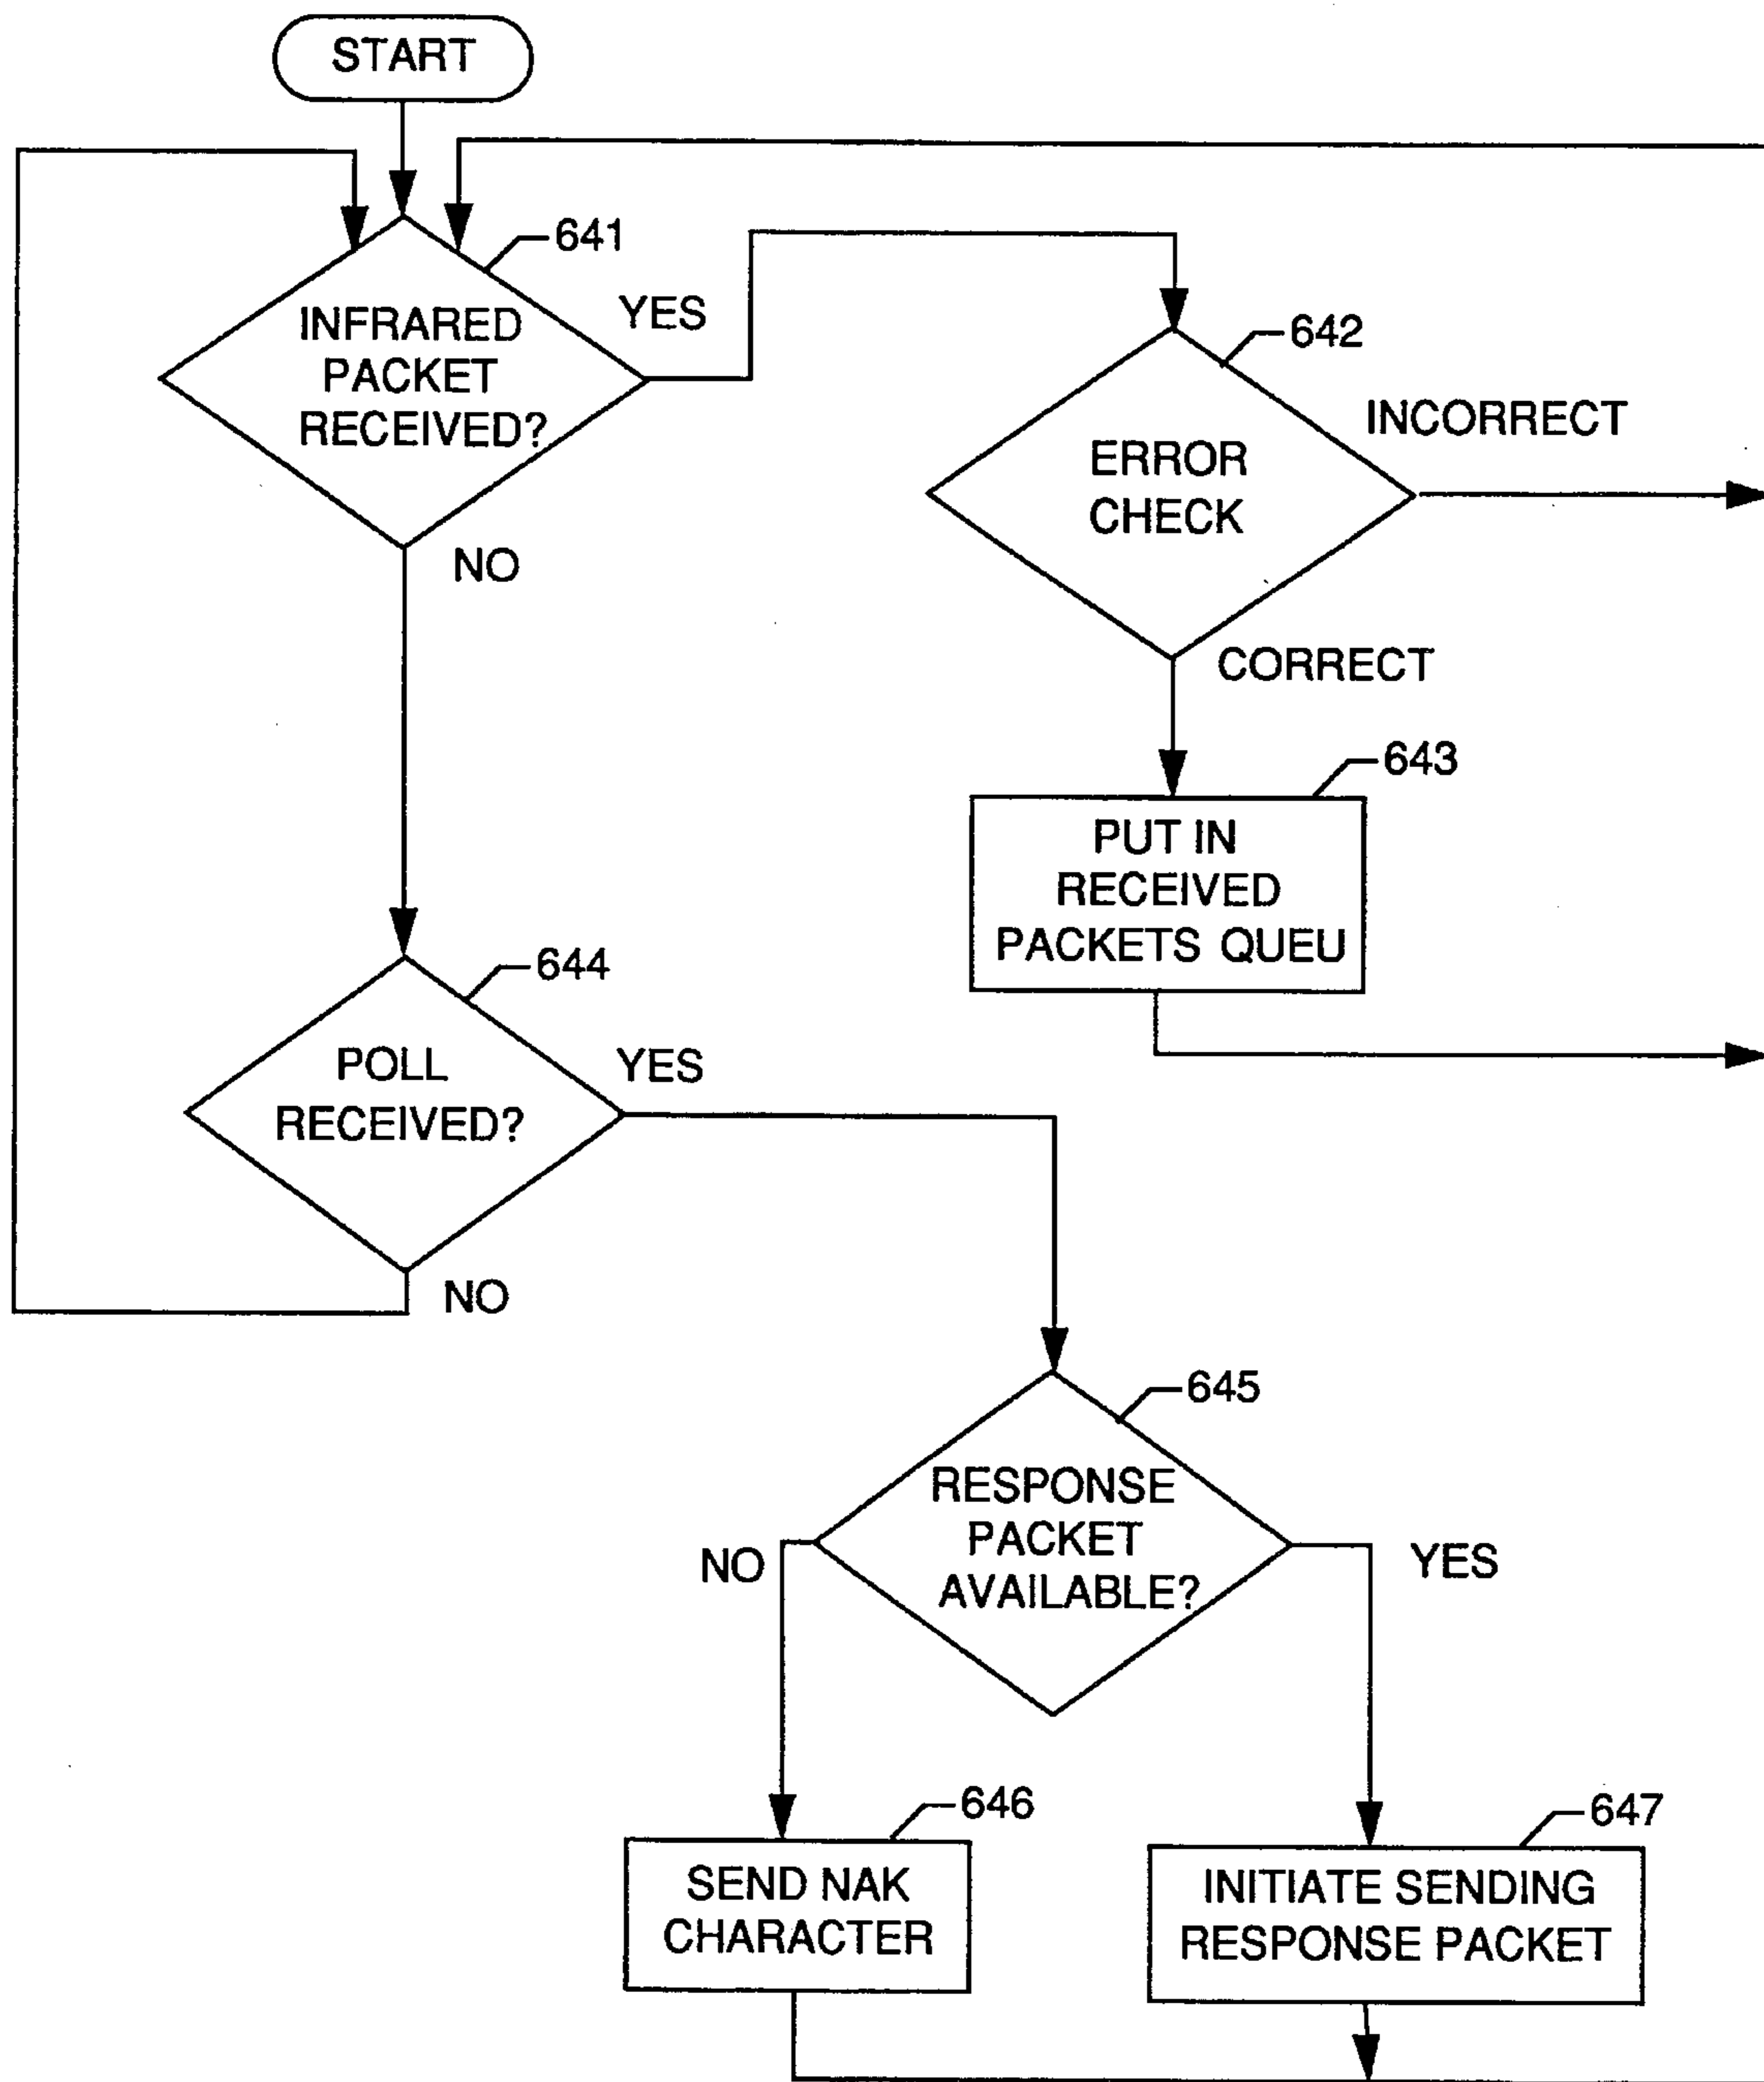 START
641
INFRARED
PACKET
RECEIVED?
YES
NO
642
ERROR
CHECK
INCORRECT
CORRECT
643
PUT IN
RECEIVED
PACKETS QUEU
644
POLL
RECEIVED?
YES
NO
645
RESPONSE
PACKET
AVAILABLE?
NO
YES
646
SEND NAK
CHARACTER
647
INITIATE SENDING
RESPONSE PACKET